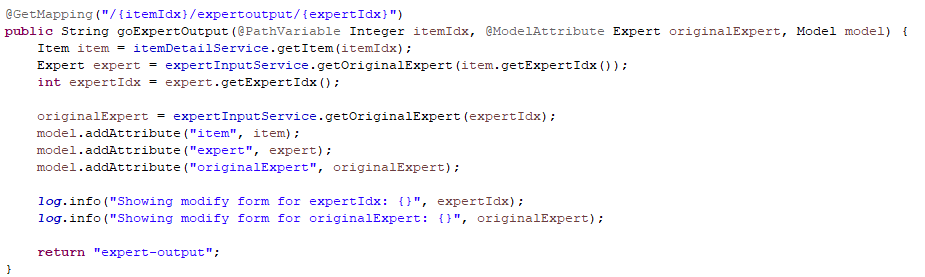 @GetMapping("/{itemIdx}/expertoutput/{expertIdx}")
public String goExpertOutput(@PathVariable Integer itemIdx, @ModelAttribute Expert originalExpert, Model model) {
    Item item = itemDetailService.getItem(itemIdx);
    Expert expert = expertInputService.getOriginalExpert(item.getExpertIdx());
    int expertIdx = expert.getExpertIdx();

    originalExpert = expertInputService.getOriginalExpert(expertIdx);
    model.addAttribute("item", item);
    model.addAttribute("expert", expert);
    model.addAttribute("originalExpert", originalExpert);

    log.info("Showing modify form for expertIdx: {}", expertIdx);
    log.info("Showing modify form for originalExpert: {}", originalExpert);

    return "expert-output";
}